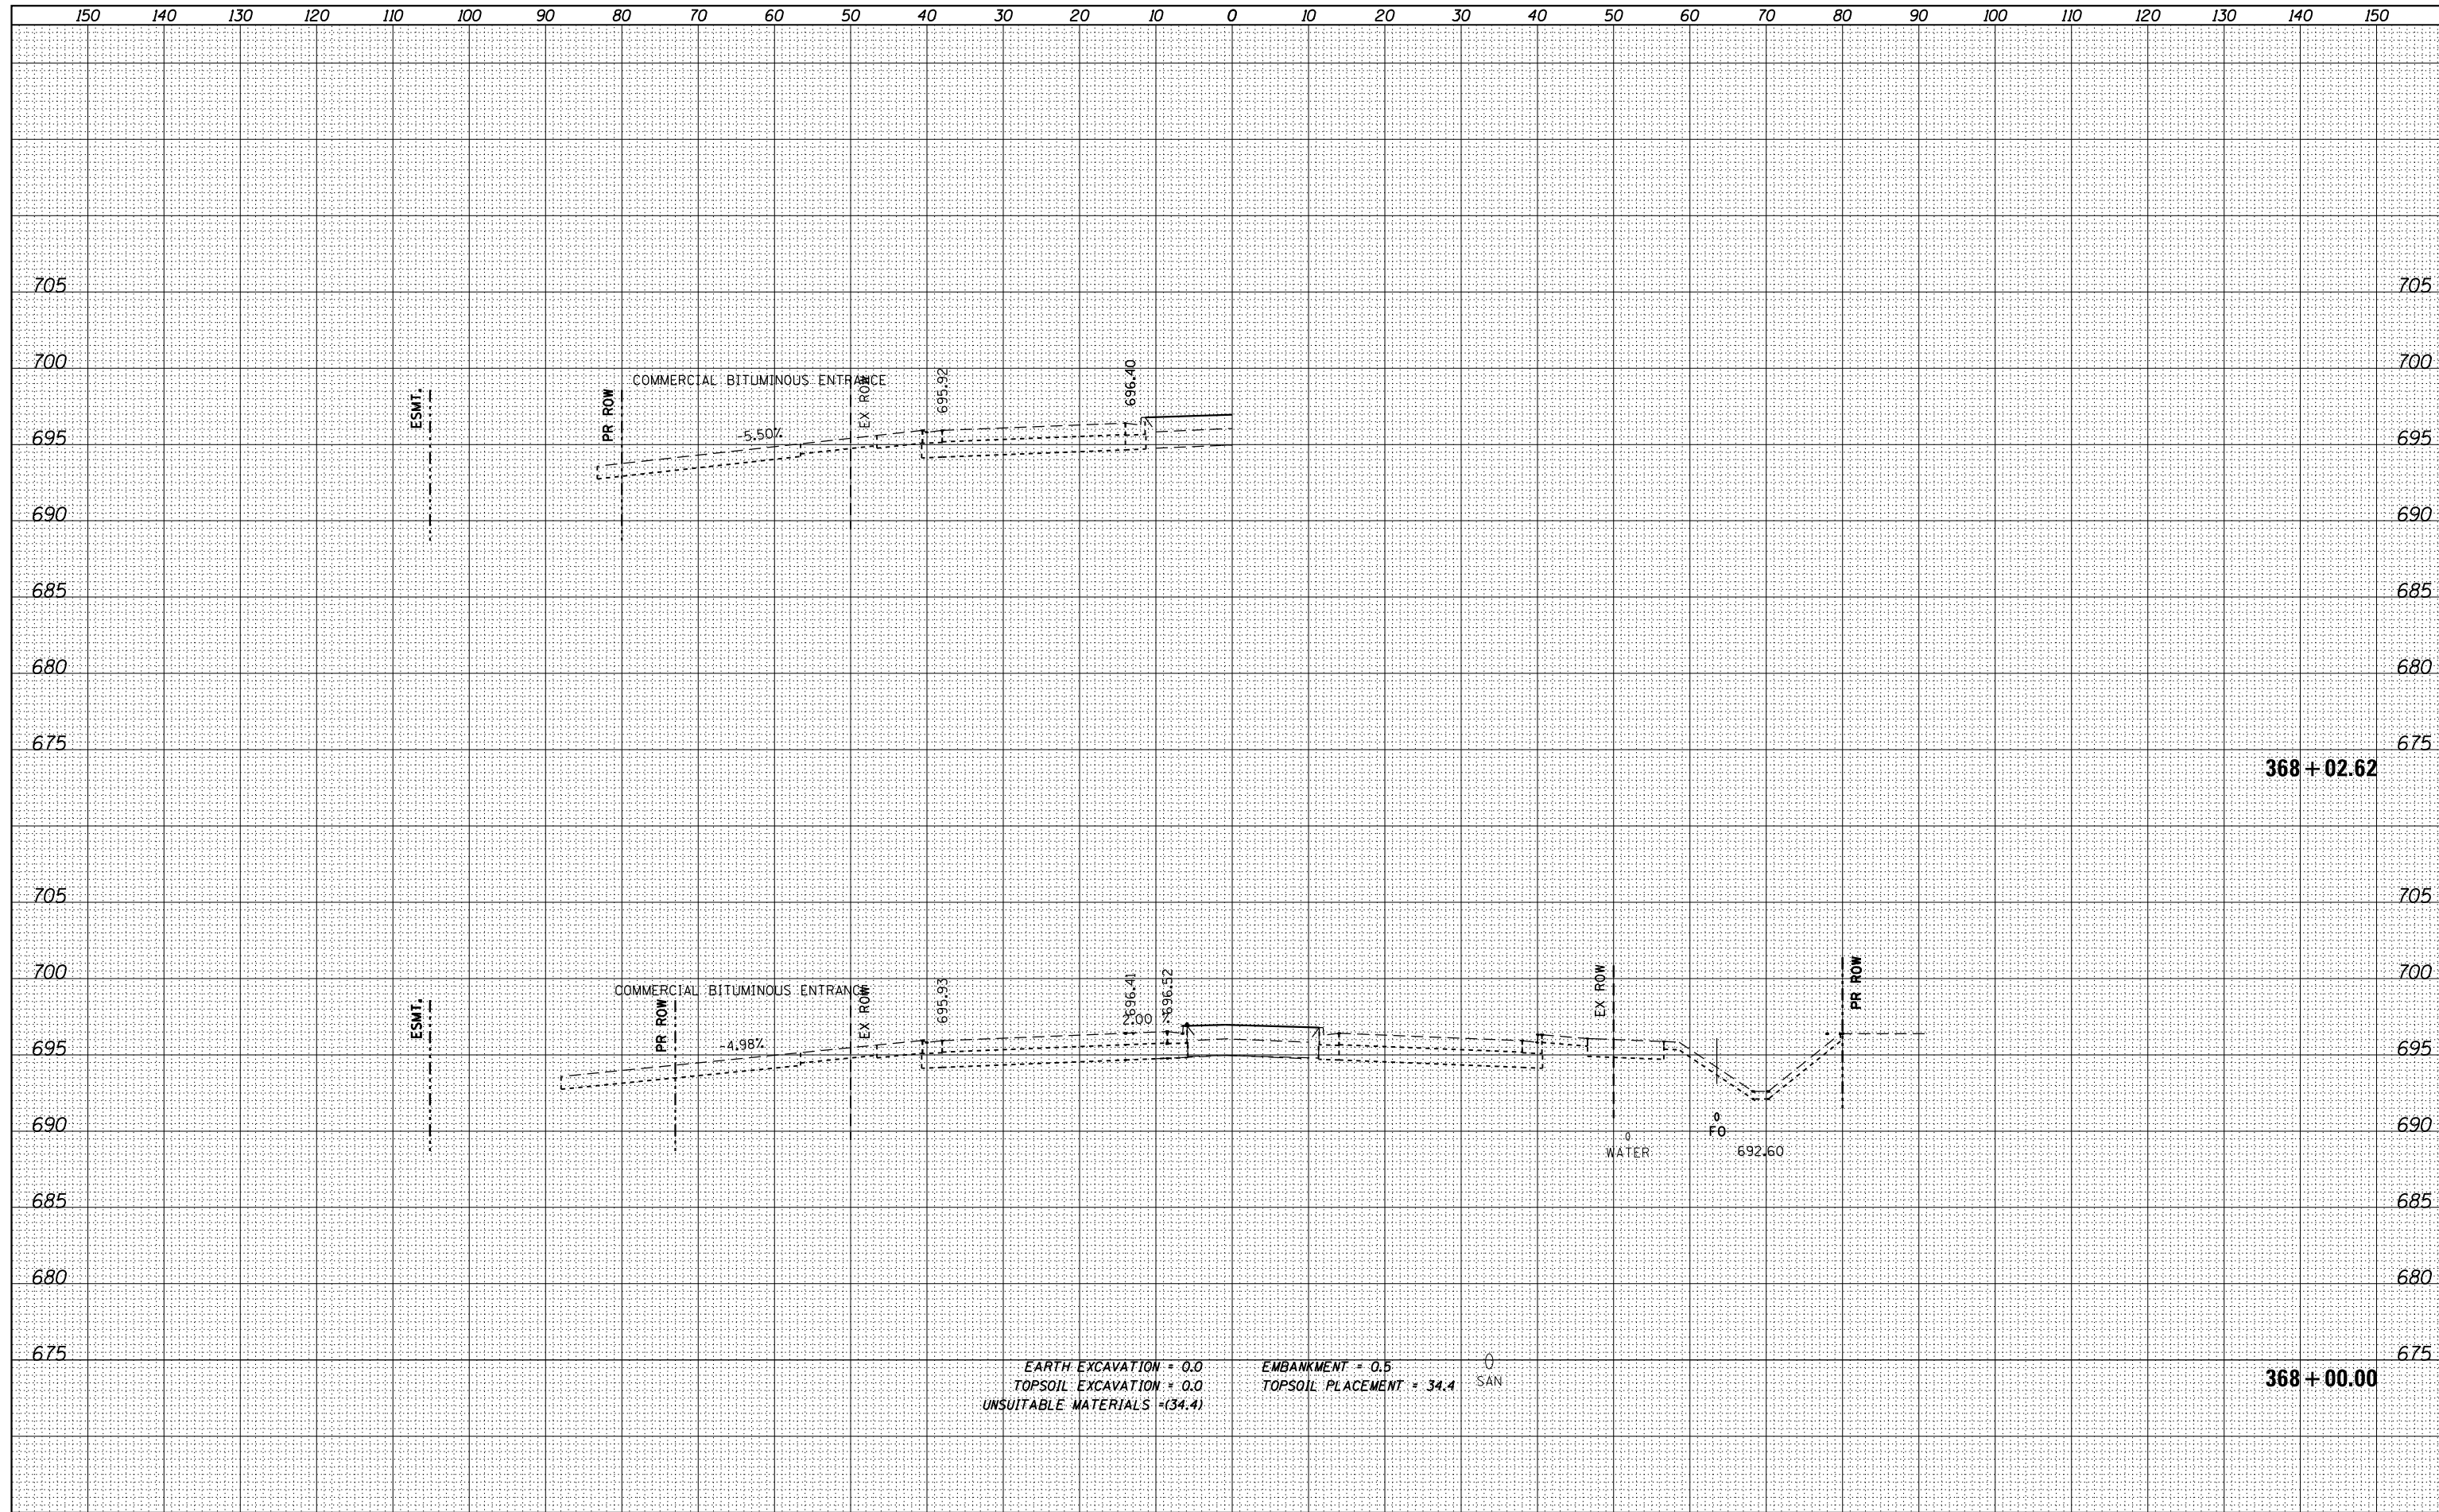 150 140 130 120 110 100 90 80 70 60 50 40 30 20 10 0 10 20 30 40 50 60 70 80 90 100 110 120 130 140 150
705 705
700 700
COMMERCIAL BITUMINOUS ENTRANCE
ESMT.
PR ROW
EX ROW
695.92
696.40
-5.50%
695 695
690 690
685 685
680 680
675 675
368+02.62
705 705
700 700
COMMERCIAL BITUMINOUS ENTRANCE
ESMT.
PR ROW
EX ROW
695.93
696.41
696.52
2.00 %
-4.98%
EX ROW
PR ROW
695 695
690 690
FO
WATER
692.60
685 685
680 680
675 675
EARTH EXCAVATION = 0.0 EMBANKMENT = 0.5
TOPSOIL EXCAVATION = 0.0 TOPSOIL PLACEMENT = 34.4
SAN
UNSUITABLE MATERIALS =(34.4)
368+00.00